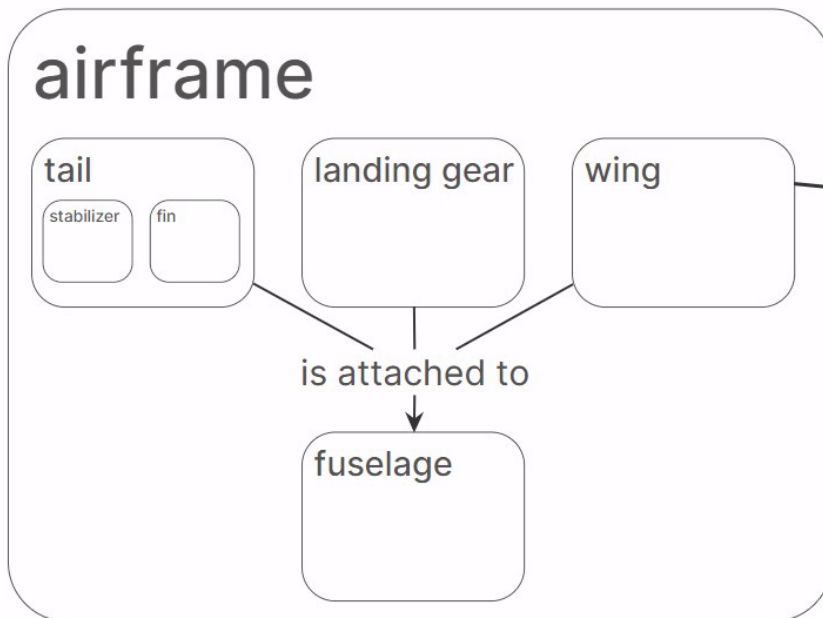 airframe
tail
landing gear
wing
stabilizer
fin
is attached to
fuselage